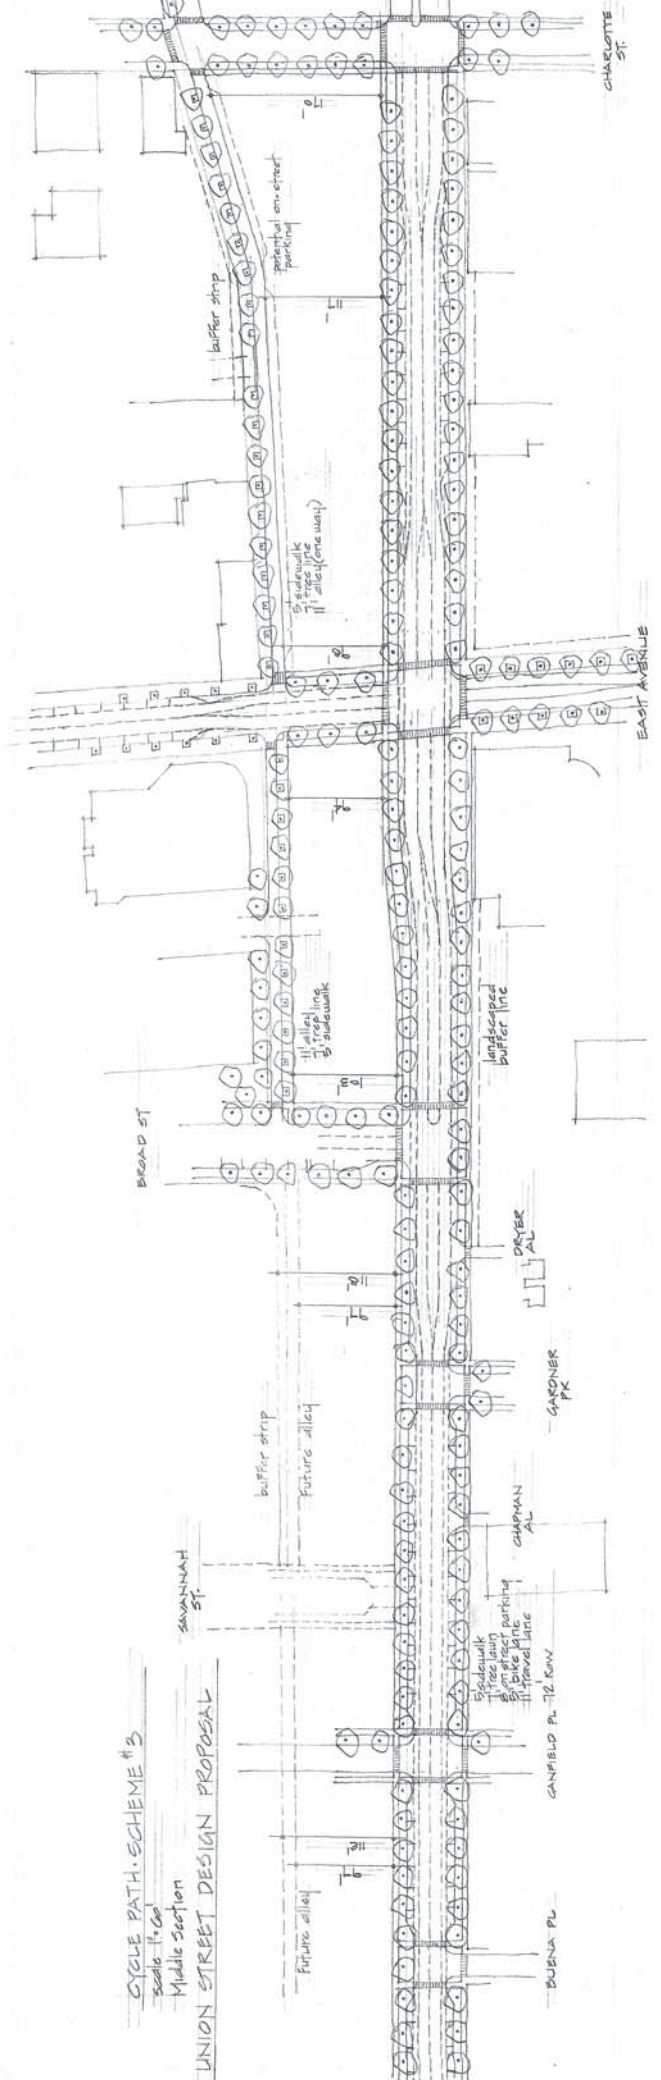 CYCLE PATH · SCHEME #3
scale 1"=60'
Middle Section
UNION STREET DESIGN PROPOSAL
Future alley
SAVANNAH
ST.
buffer strip
Future alley
BROAD ST
11' alley
7' tree line
5' sidewalk
5' sidewalk
7' tree line
11' alley (one way)
buffer strip
potential on-street
parking
BUENA PL
CANFIELD PL
72' ROW
5' sidewalk
7' tree lawn
8' on street parking
5' bike lane
11' travel lane
CHAPMAN
AL
GARDNER
PK
DRYER
AL
landscaped
buffer line
EAST AVENUE
CHARLOTTE
ST.